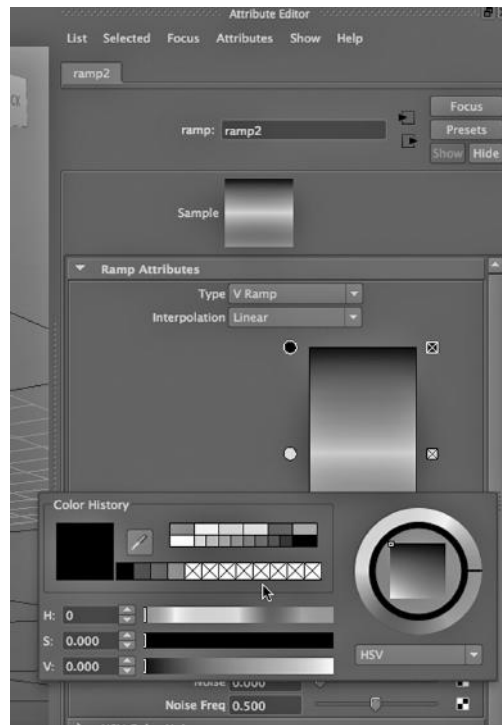 Attribute Editor
List Selected Focus Attributes Show Help
ramp2
Focus
ramp: ramp2
Presets
Show Hide
Sample
Ramp Attributes
Type V Ramp
Interpolation Linear
Color History
H: 0
S: 0.000
V: 0.000
HSV
Noise 0.000
Noise Freq 0.500